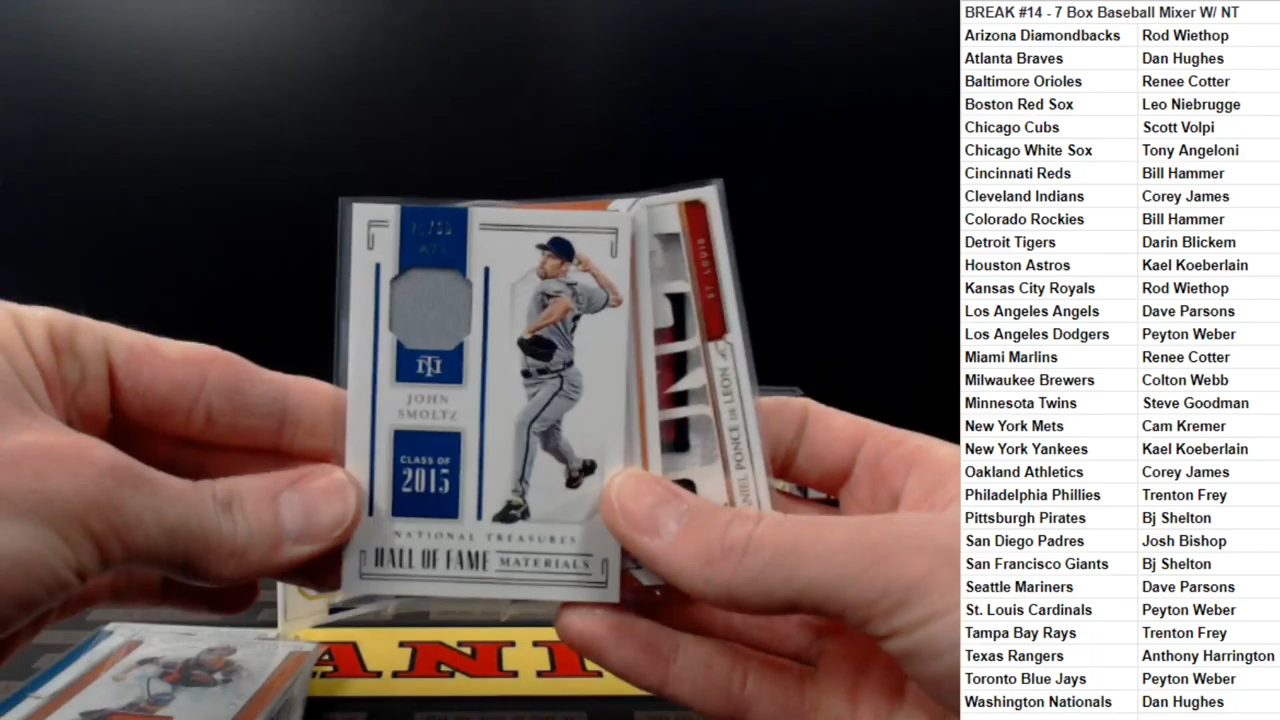 JOHN
SMOLTZ
CLASS OF
2015
NATIONAL TREASURES
HALL OF FAME MATERIALS
ST. LOUIS
PONCE DE LEON
ANI
BREAK #14 - 7 Box Baseball Mixer W/ NT
Arizona Diamondbacks Rod Wiethop
Atlanta Braves Dan Hughes
Baltimore Orioles Renee Cotter
Boston Red Sox Leo Niebrugge
Chicago Cubs Scott Volpi
Chicago White Sox Tony Angeloni
Cincinnati Reds Bill Hammer
Cleveland Indians Corey James
Colorado Rockies Bill Hammer
Detroit Tigers Darin Blickem
Houston Astros Kael Koeberlain
Kansas City Royals Rod Wiethop
Los Angeles Angels Dave Parsons
Los Angeles Dodgers Peyton Weber
Miami Marlins Renee Cotter
Milwaukee Brewers Colton Webb
Minnesota Twins Steve Goodman
New York Mets Cam Kremer
New York Yankees Kael Koeberlain
Oakland Athletics Corey James
Philadelphia Phillies Trenton Frey
Pittsburgh Pirates Bj Shelton
San Diego Padres Josh Bishop
San Francisco Giants Bj Shelton
Seattle Mariners Dave Parsons
St. Louis Cardinals Peyton Weber
Tampa Bay Rays Trenton Frey
Texas Rangers Anthony Harrington
Toronto Blue Jays Peyton Weber
Washington Nationals Dan Hughes